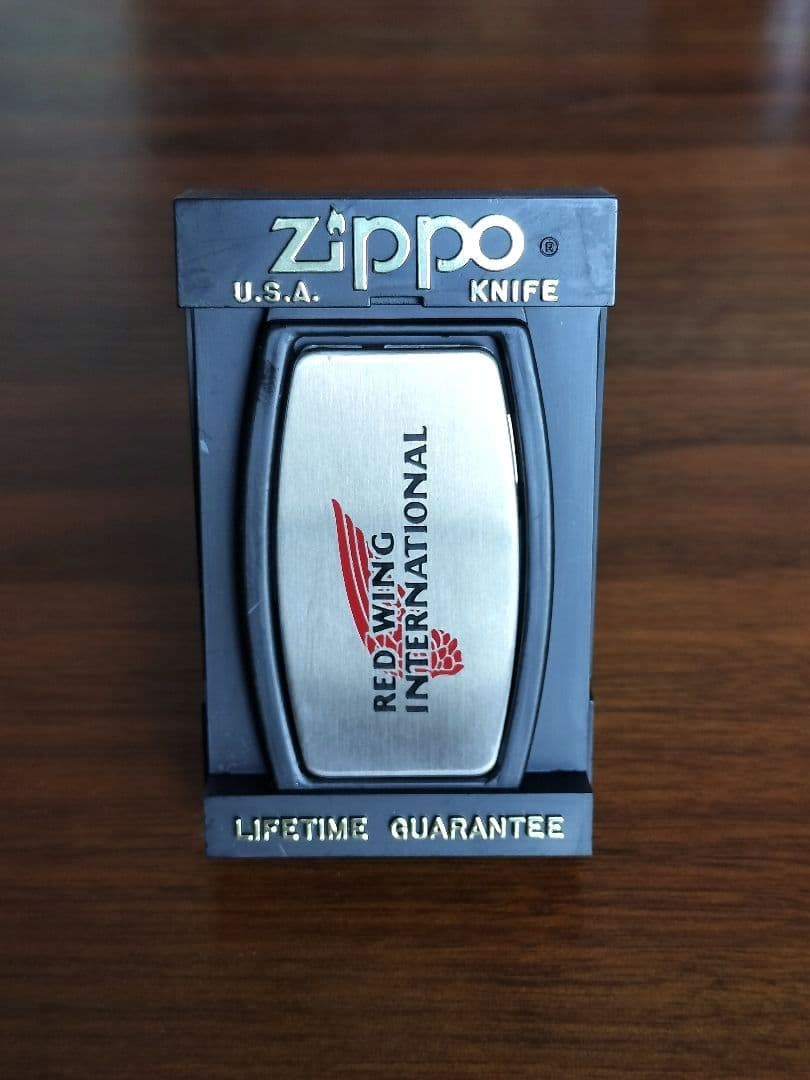 zippo ®
U.S.A. KNIFE
RED WING
INTERNATIONAL
LIFETIME GUARANTEE